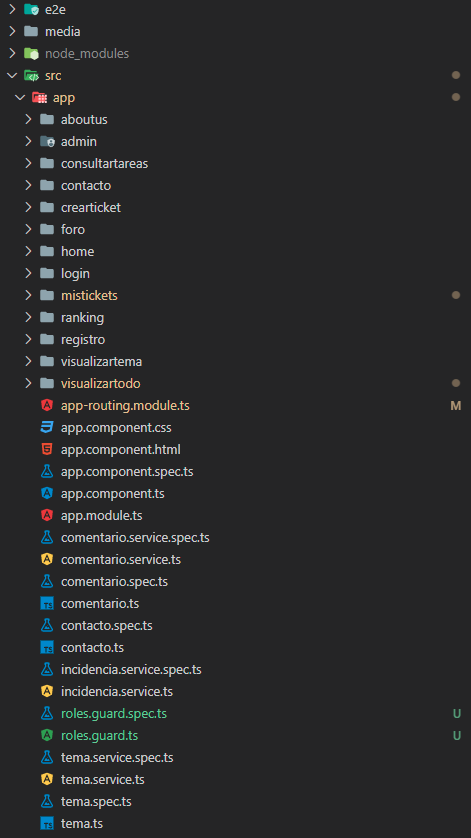 e2e
media
node_modules
src
app
aboutus
admin
consultartareas
contacto
crearticket
foro
home
login
mistickets
ranking
registro
visualizartema
visualizartodo
app-routing.module.ts M
app.component.css
app.component.html
app.component.spec.ts
app.component.ts
app.module.ts
comentario.service.spec.ts
comentario.service.ts
comentario.spec.ts
TS comentario.ts
contacto.spec.ts
TS contacto.ts
incidencia.service.spec.ts
incidencia.service.ts
roles.guard.spec.ts U
roles.guard.ts U
tema.service.spec.ts
tema.service.ts
tema.spec.ts
TS tema.ts